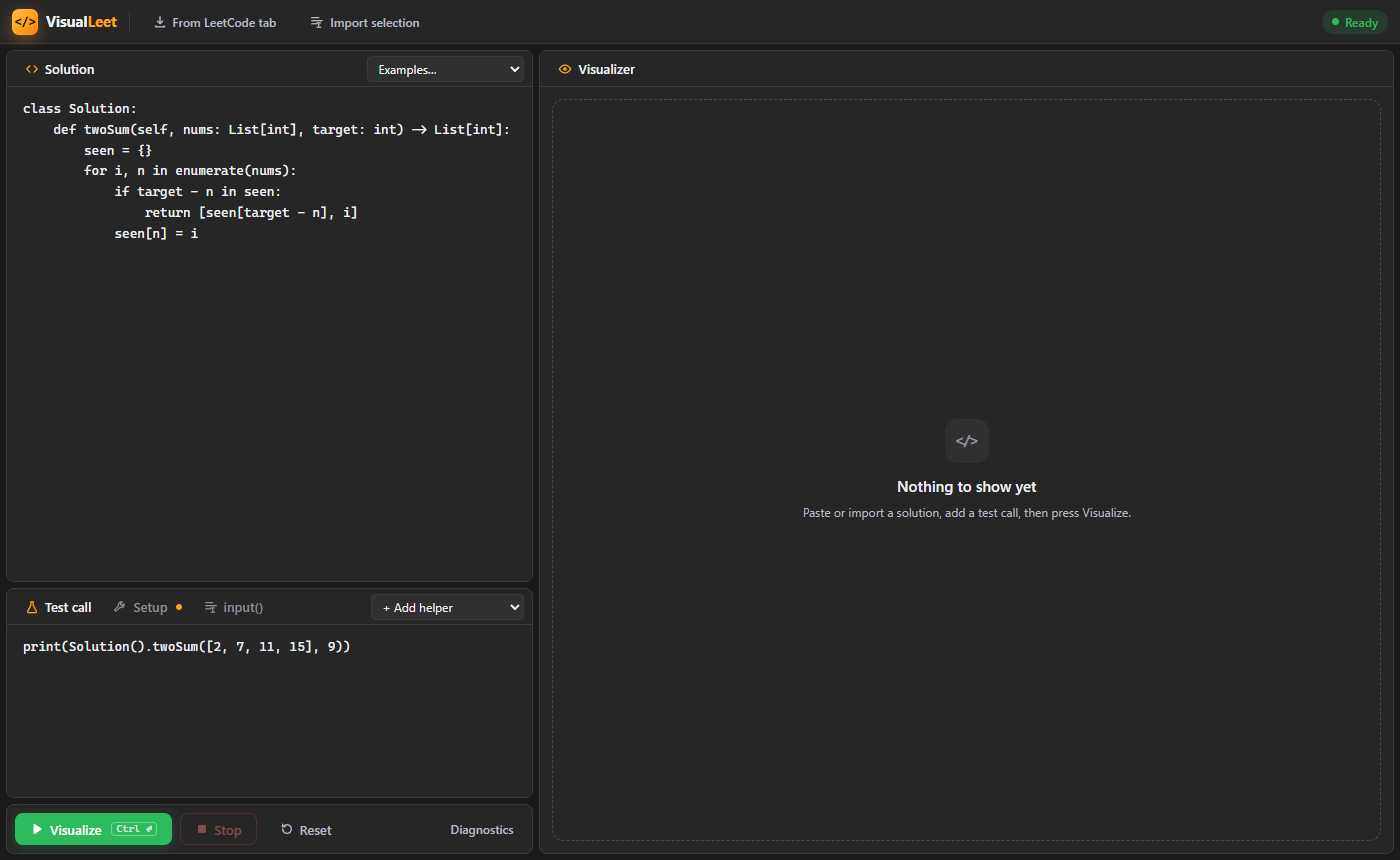 </> VisualLeet From LeetCode tab Import selection Ready
Solution Examples...
class Solution:
    def twoSum(self, nums: List[int], target: int) -> List[int]:
        seen = {}
        for i, n in enumerate(nums):
            if target - n in seen:
                return [seen[target - n], i]
            seen[n] = i
Test call Setup input() + Add helper
print(Solution().twoSum([2, 7, 11, 15], 9))
Visualize Ctrl ⏎ Stop Reset Diagnostics
Visualizer
</>
Nothing to show yet
Paste or import a solution, add a test call, then press Visualize.